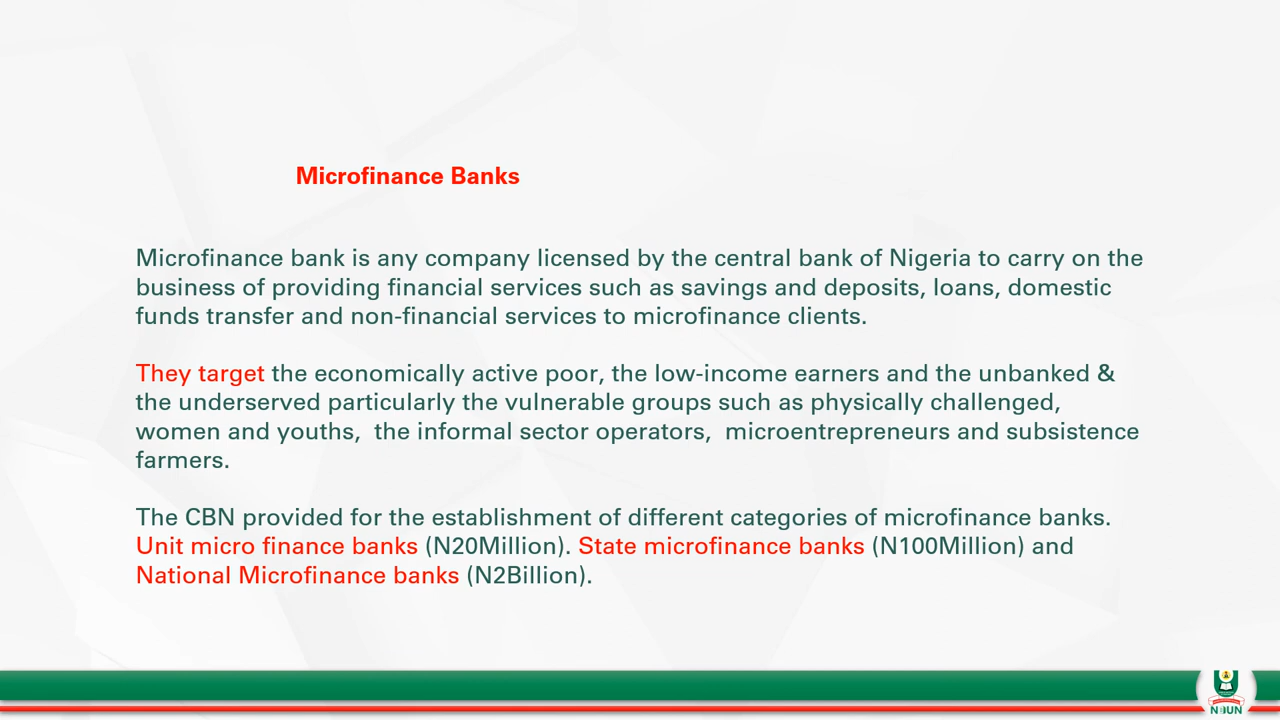 Microfinance Banks
Microfinance bank is any company licensed by the central bank of Nigeria to carry on the
business of providing financial services such as savings and deposits, loans, domestic
funds transfer and non-financial services to microfinance clients.
They target the economically active poor, the low-income earners and the unbanked &
the underserved particularly the vulnerable groups such as physically challenged,
women and youths,  the informal sector operators,  microentrepreneurs and subsistence
farmers.
The CBN provided for the establishment of different categories of microfinance banks.
Unit micro finance banks (N20Million). State microfinance banks (N100Million) and
National Microfinance banks (N2Billion).